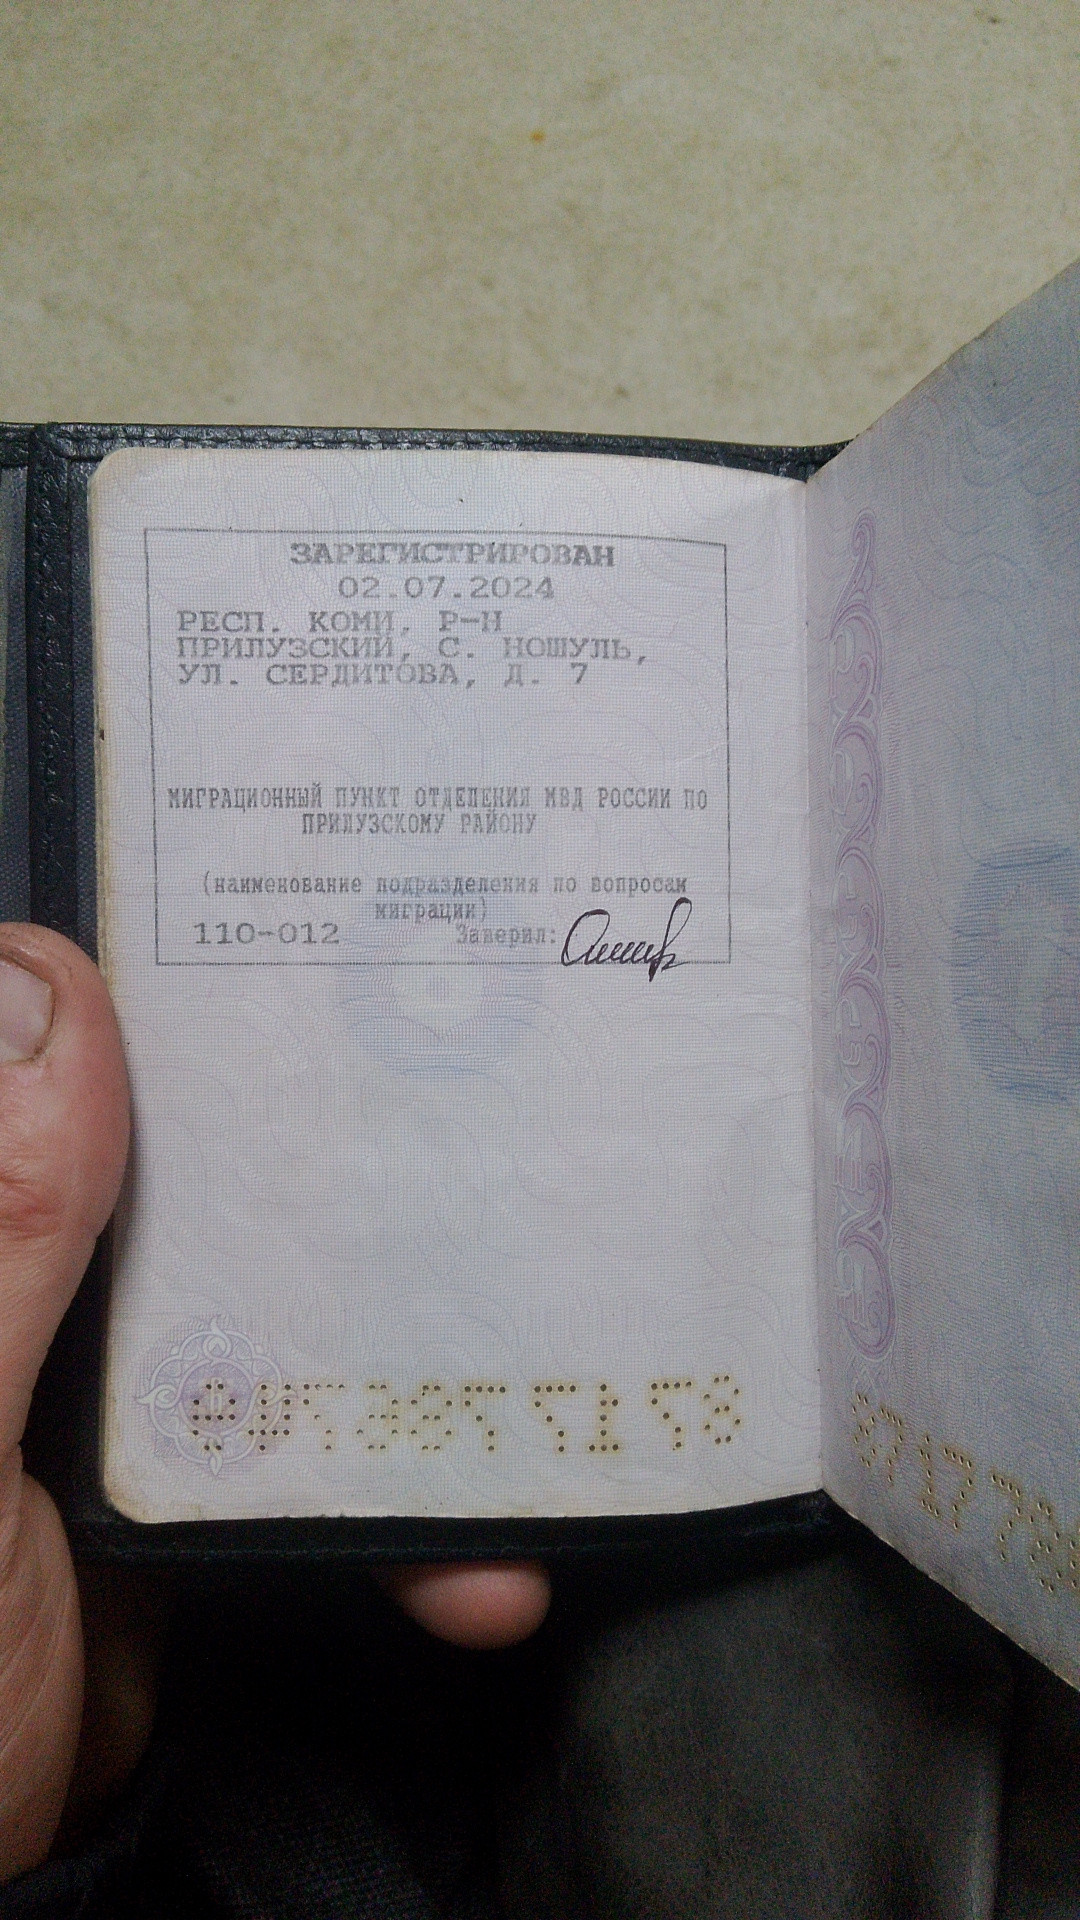 ЗАРЕГИСТРИРОВАН
02.07.2024
РЕСП. КОМИ, Р-Н
ПРИЛУЗСКИЙ, С. НОШУЛЬ,
УЛ. СЕРДИТОВА, Д. 7
МИГРАЦИОННЫЙ ПУНКТ ОТДЕЛЕНИЯ МВД РОССИИ ПО
ПРИЛУЗСКОМУ РАЙОНУ
(наименование подразделения по вопросам
миграции)
110-012 Заверил: